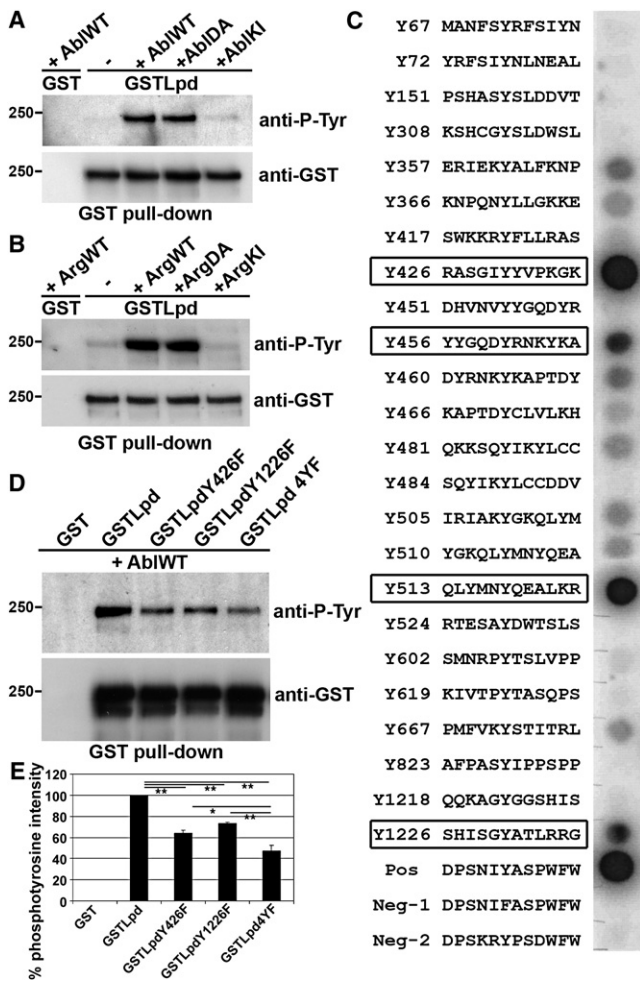 A
+ AblWT
-
+ AblWT
+AblDA
+AblKI
GST
GSTLpd
250
anti-P-Tyr
250
anti-GST
GST pull-down
B
+ ArgWT
-
+ ArgWT
+ArgDA
+ArgKI
GST
GSTLpd
250
anti-P-Tyr
250
anti-GST
GST pull-down
D
GST
GSTLpd
GSTLpdY426F
GSTLpdY1226F
GSTLpd 4YF
+ AblWT
250
anti-P-Tyr
250
anti-GST
GST pull-down
E
% phosphotyrosine intensity
120
100
80
60
40
20
0
**
**
**
*
**
GST
GSTLpd
GSTLpdY426F
GSTLpdY1226F
GSTLpd4YF
C
Y67 MANFSYRFSIYN
Y72 YRFSIYNLNEAL
Y151 PSHASYSLDDVT
Y308 KSHCGYSLDWSL
Y357 ERIEKYALFKNP
Y366 KNPQNYLLGKKE
Y417 SWKKRYFLLRAS
Y426 RASGIYYVPKGK
Y451 DHVNVYYGQDYR
Y456 YYGQDYRNKYKA
Y460 DYRNKYKAPTDY
Y466 KAPTDYCLVLKH
Y481 QKKSQYIKYLCC
Y484 SQYIKYLCCDDV
Y505 IRIAKYGKQLYM
Y510 YGKQLYMNYQEA
Y513 QLYMNYQEALKR
Y524 RTESAYDWTSLS
Y602 SMNRPYTSLVPP
Y619 KIVTPYTASQPS
Y667 PMFVKYSTITRL
Y823 AFPASYIPPSPP
Y1218 QQKAGYGGSHIS
Y1226 SHISGYATLRRG
Pos DPSNIYASPWFW
Neg-1 DPSNIFASPWFW
Neg-2 DPSKRYPSDWFW